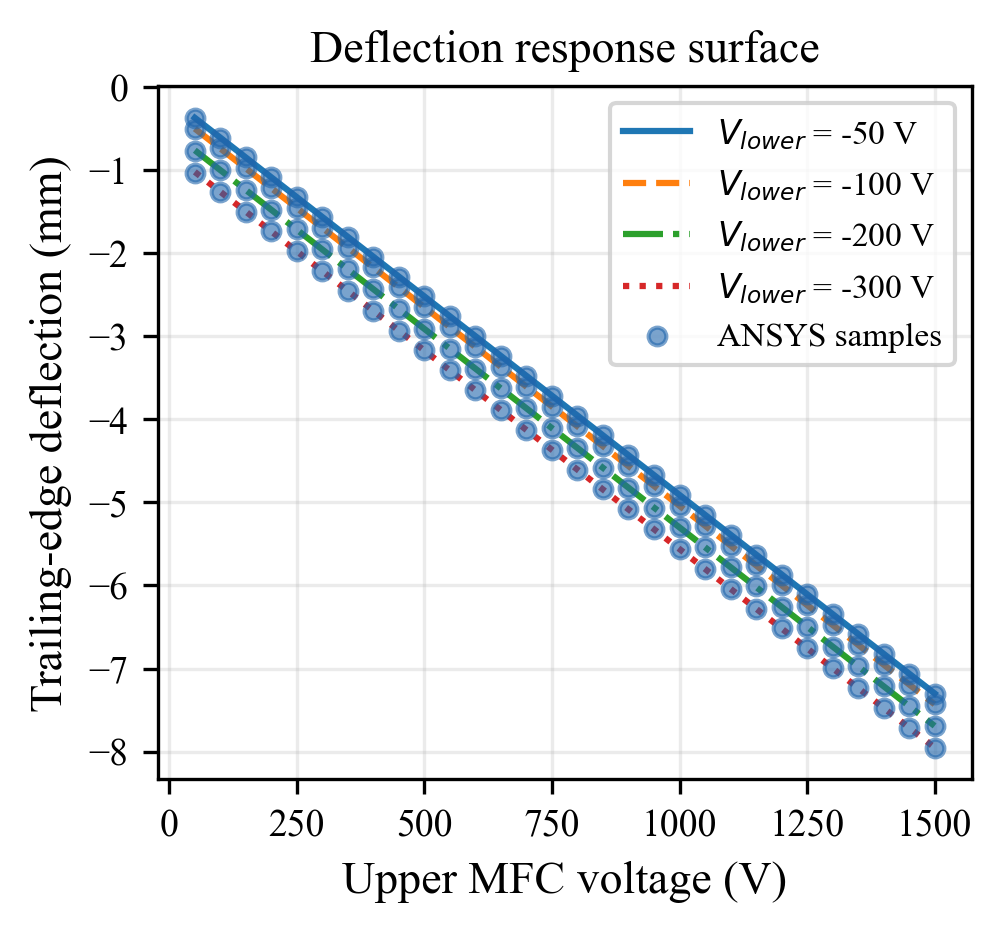 Deflection response surface
Trailing-edge deflection (mm)
0
−1
−2
−3
−4
−5
−6
−7
−8
V_lower = -50 V
V_lower = -100 V
V_lower = -200 V
V_lower = -300 V
ANSYS samples
0 250 500 750 1000 1250 1500
Upper MFC voltage (V)